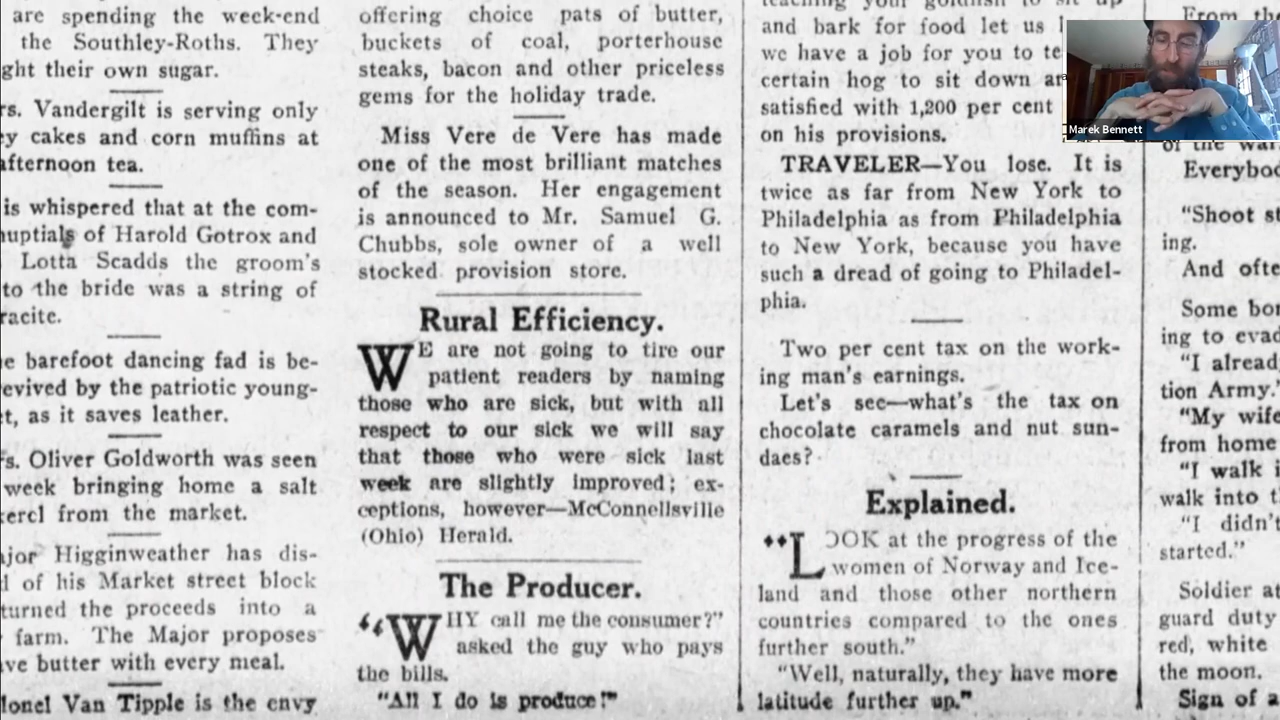 are spending the week-end
the Southley-Roths. They
ght their own sugar.
rs. Vandergilt is serving only
y cakes and corn muffins at
afternoon tea.
is whispered that at the com-
nuptials of Harold Gotrox and
Lotta Scadds the groom's
to the bride was a string of
racite.
e barefoot dancing fad is be-
revived by the patriotic young-
t, as it saves leather.
s. Oliver Goldworth was seen
week bringing home a salt
kerel from the market.
ajor Higginweather has dis-
d of his Market street block
turned the proceeds into a
farm. The Major proposes
ave butter with every meal.
lonel Van Tipple is the envy
offering choice pats of butter,
buckets of coal, porterhouse
steaks, bacon and other priceless
gems for the holiday trade.
Miss Vere de Vere has made
one of the most brilliant matches
of the season. Her engagement
is announced to Mr. Samuel G.
Chubbs, sole owner of a well
stocked provision store.
Rural Efficiency.
WE are not going to tire our
patient readers by naming
those who are sick, but with all
respect to our sick we will say
that those who were sick last
week are slightly improved; ex-
ceptions, however—McConnellsville
(Ohio) Herald.
The Producer.
“WHY call me the consumer?”
asked the guy who pays
the bills.
“All I do is produce!”
teaching your goldfish to sit up
and bark for food let us
we have a job for you to te
certain hog to sit down an
satisfied with 1,200 per cent
on his provisions.
TRAVELER—You lose. It is
twice as far from New York to
Philadelphia as from Philadelphia
to New York, because you have
such a dread of going to Philadel-
phia.
Two per cent tax on the work-
ing man's earnings.
Let's see—what's the tax on
chocolate caramels and nut sun-
daes?
Explained.
“LOOK at the progress of the
women of Norway and Ice-
land and those other northern
countries compared to the ones
further south.”
“Well, naturally, they have more
latitude further up.”
From the
Marek Bennett
of the war
Everyboo
“Shoot sh
ing.
And ofte
Some bor
ing to evad
“I already
tion Army.”
“My wife
from home
“I walk i
walk into t
“I didn't
started.”
Soldier at
guard duty
red, white
the moon.
Sign of a